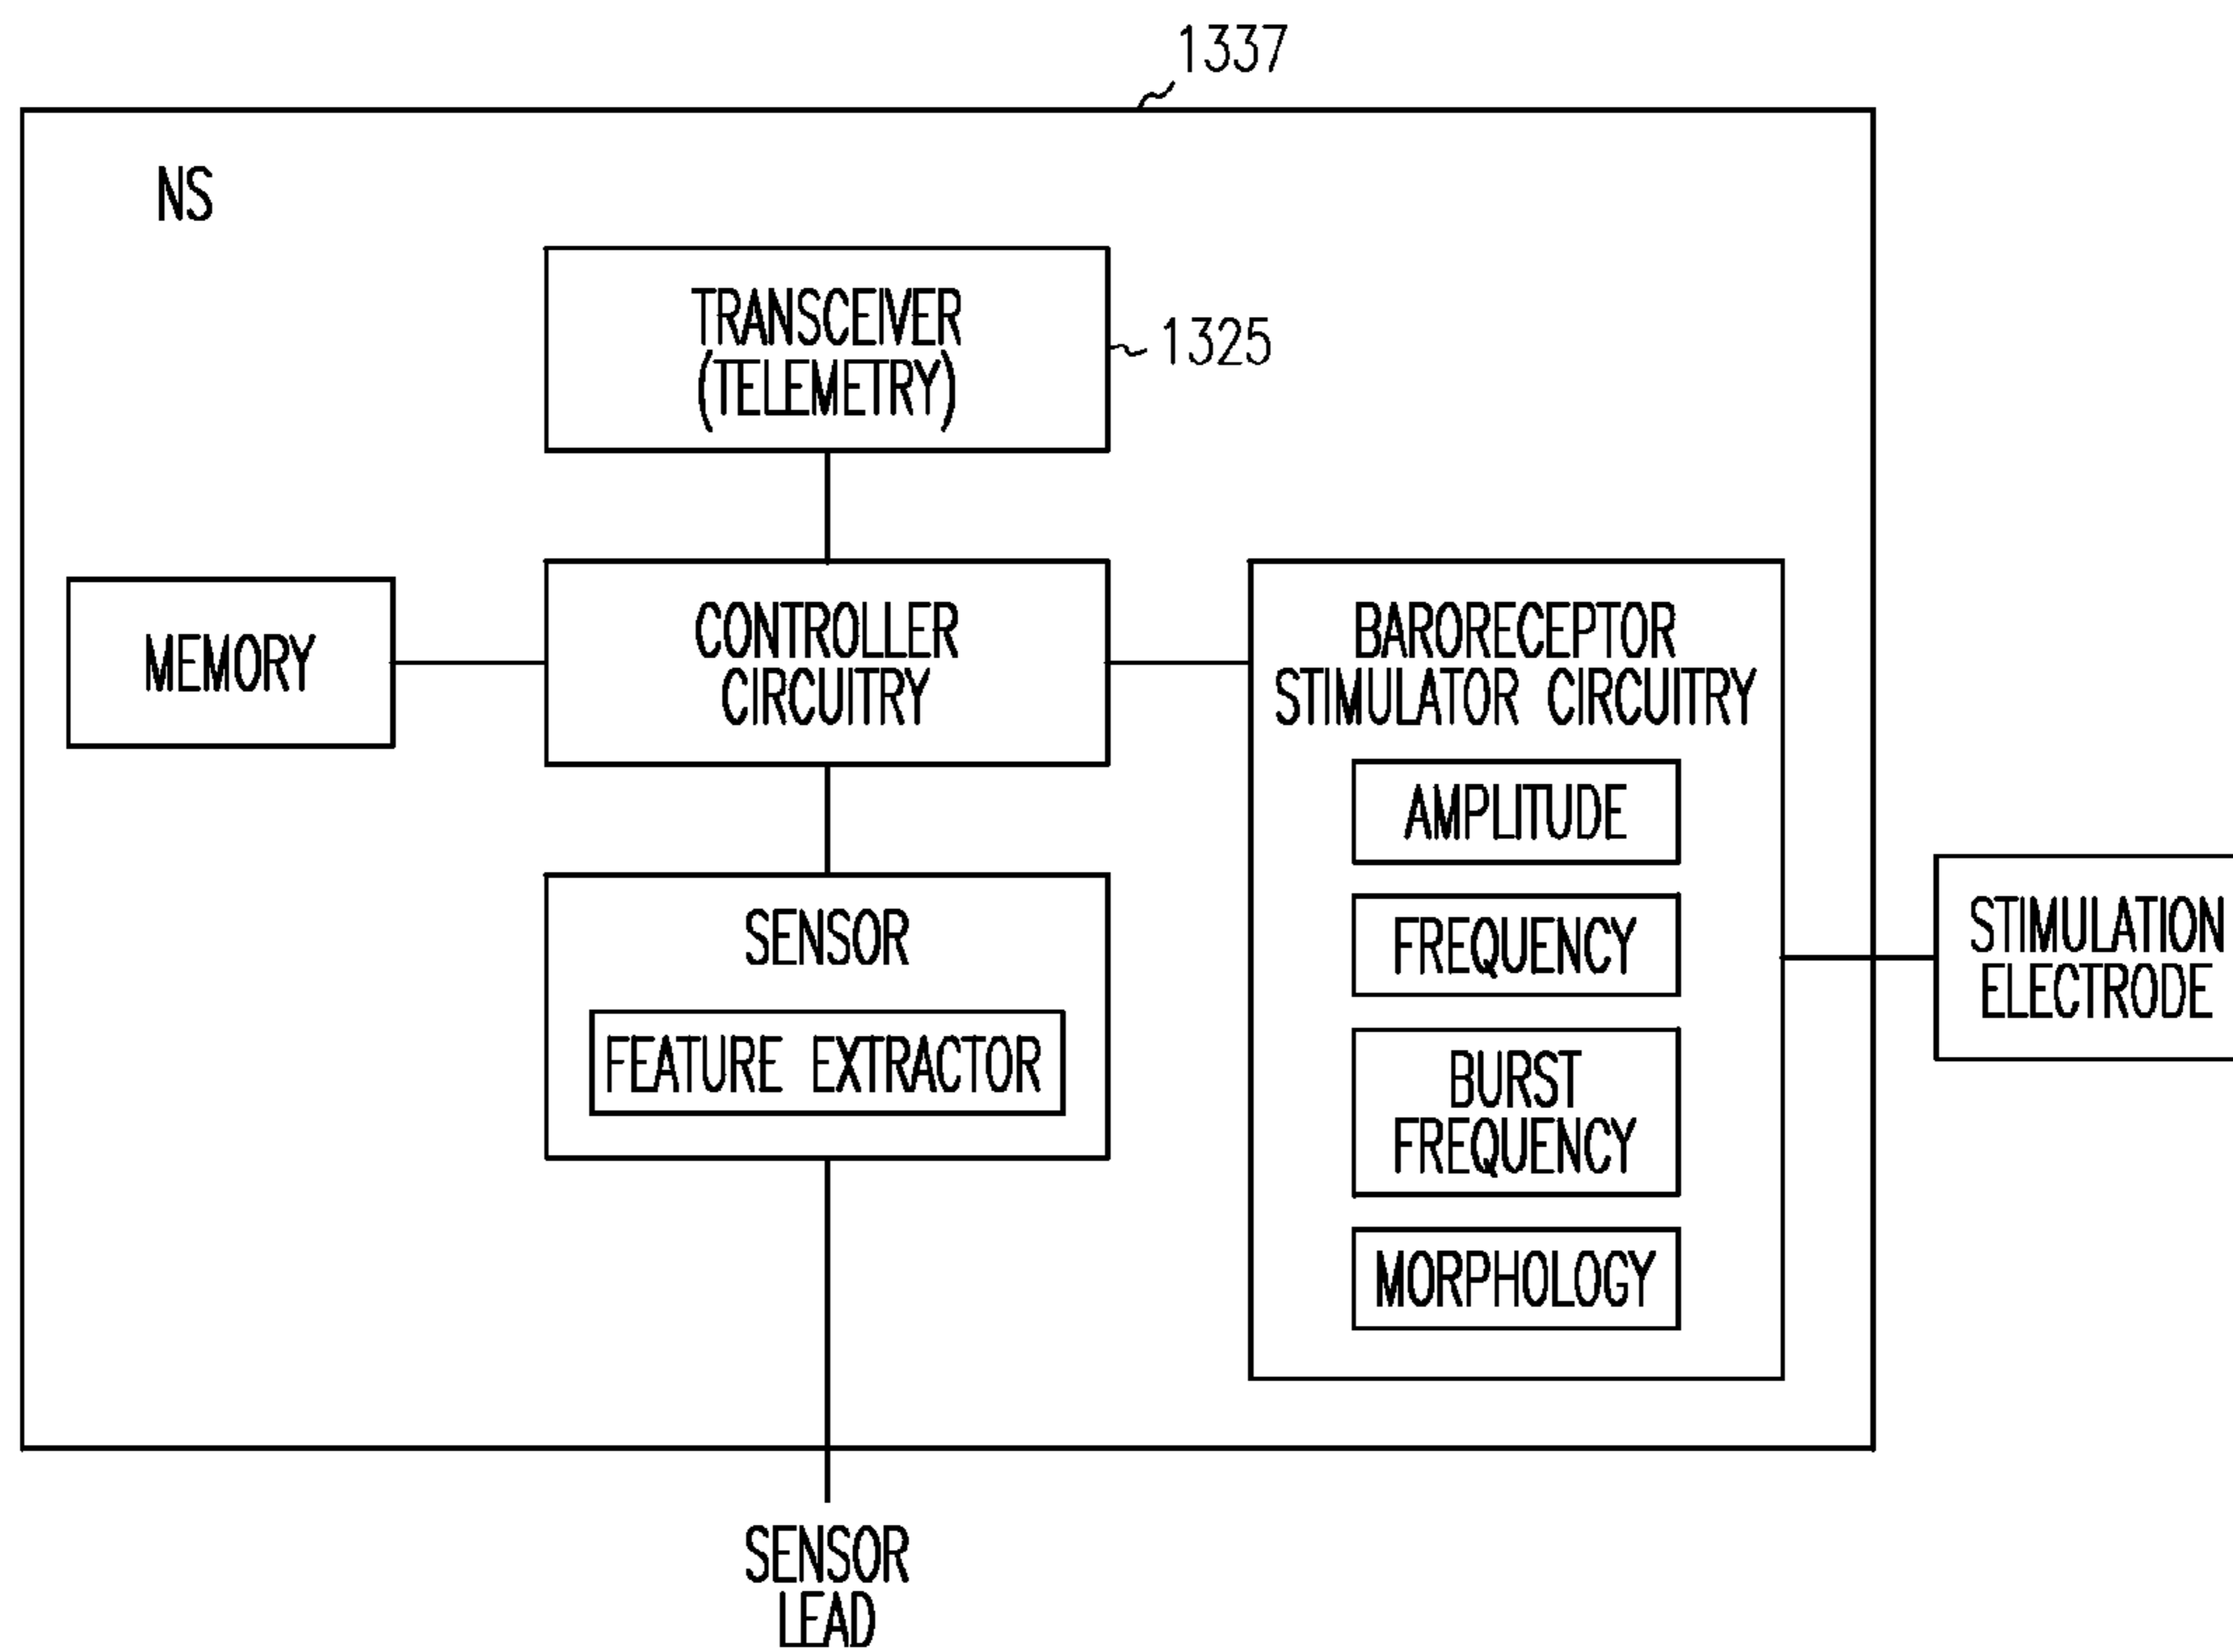 1337
NS
TRANSCEIVER
(TELEMETRY)
1325
MEMORY
CONTROLLER
CIRCUITRY
BARORECEPTOR
STIMULATOR CIRCUITRY
AMPLITUDE
FREQUENCY
BURST
FREQUENCY
MORPHOLOGY
SENSOR
FEATURE EXTRACTOR
STIMULATION
ELECTRODE
SENSOR
LEAD